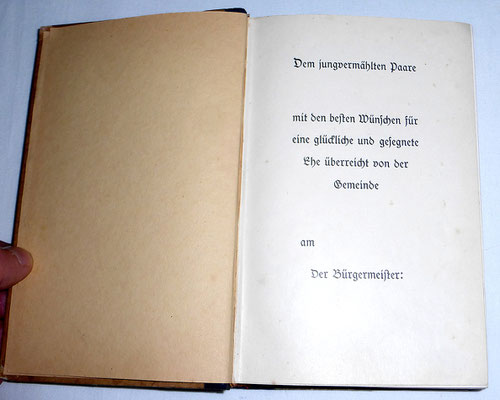 Dem jungvermählten Paare
mit den besten Wünschen für
eine glückliche und gesegnete
Ehe überreicht von der
Gemeinde
am
Der Bürgermeister: